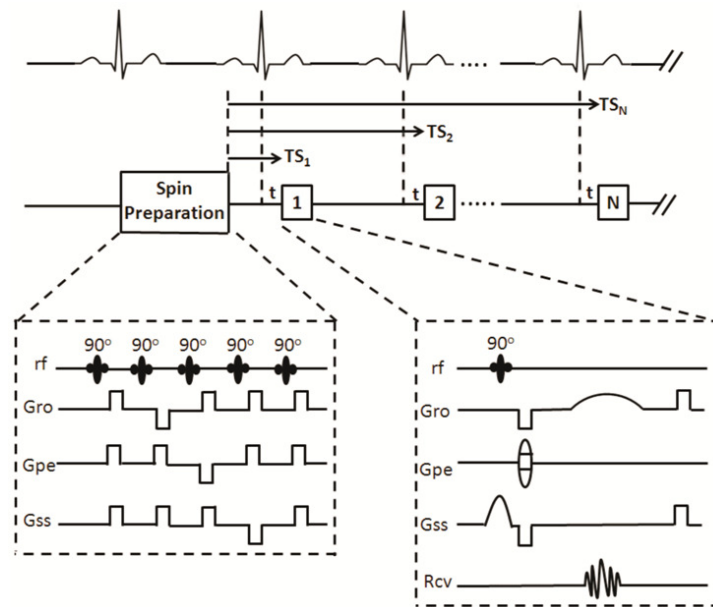 .....
TS_N
TS_2
TS_1
Spin
Preparation
t 1 t 2 ..... t N
90° 90° 90° 90° 90°
rf
Gro
Gpe
Gss
90°
rf
Gro
Gpe
Gss
Rcv